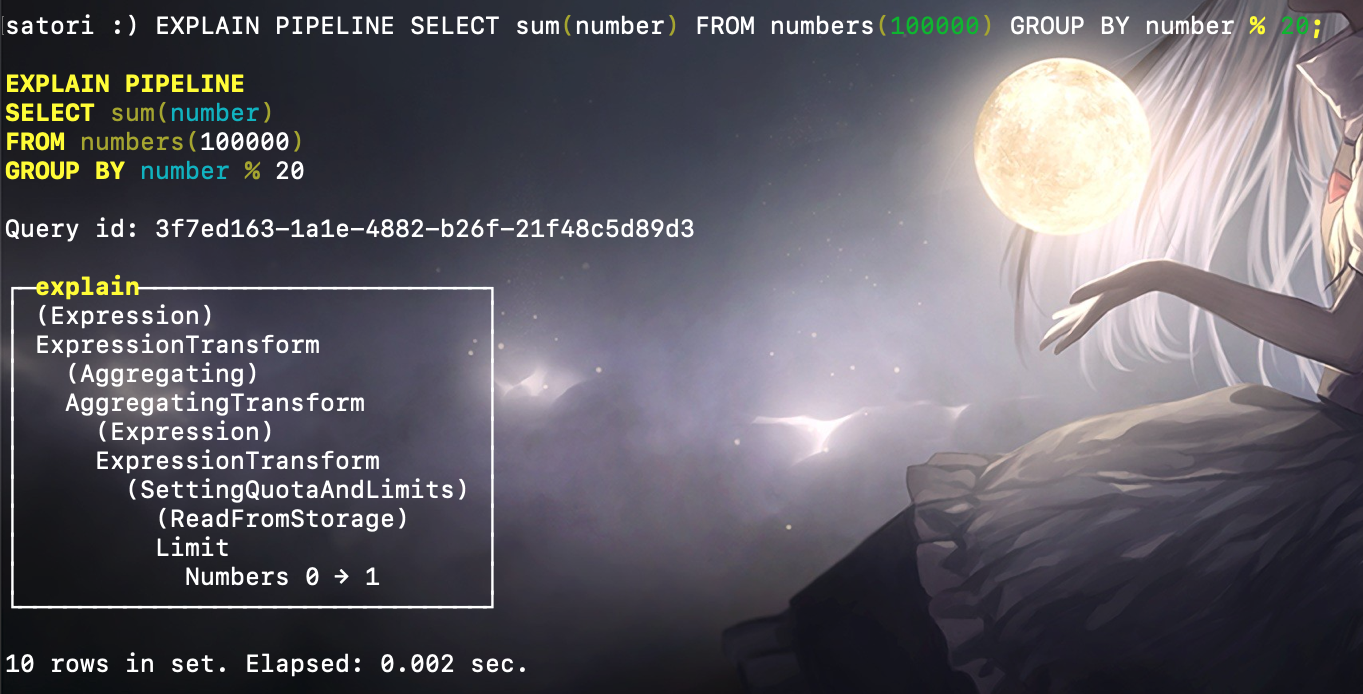 satori :) EXPLAIN PIPELINE SELECT sum(number) FROM numbers(100000) GROUP BY number % 20;
EXPLAIN PIPELINE
SELECT sum(number)
FROM numbers(100000)
GROUP BY number % 20
Query id: 3f7ed163-1a1e-4882-b26f-21f48c5d89d3
explain
(Expression)
ExpressionTransform
(Aggregating)
AggregatingTransform
(Expression)
ExpressionTransform
(SettingQuotaAndLimits)
(ReadFromStorage)
Limit
Numbers 0 → 1
10 rows in set. Elapsed: 0.002 sec.